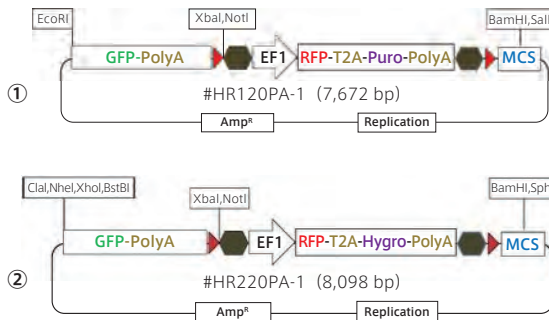 EcoRI
XbaI,NotI
BamHI,SalI
GFP-PolyA
EF1
RFP-T2A-Puro-PolyA
MCS
①
#HR120PA-1 (7,672 bp)
Ampᴿ
Replication
ClaI,NheI,XhoI,BstBI
XbaI,NotI
BamHI,SphI
GFP-PolyA
EF1
RFP-T2A-Hygro-PolyA
MCS
②
#HR220PA-1 (8,098 bp)
Ampᴿ
Replication